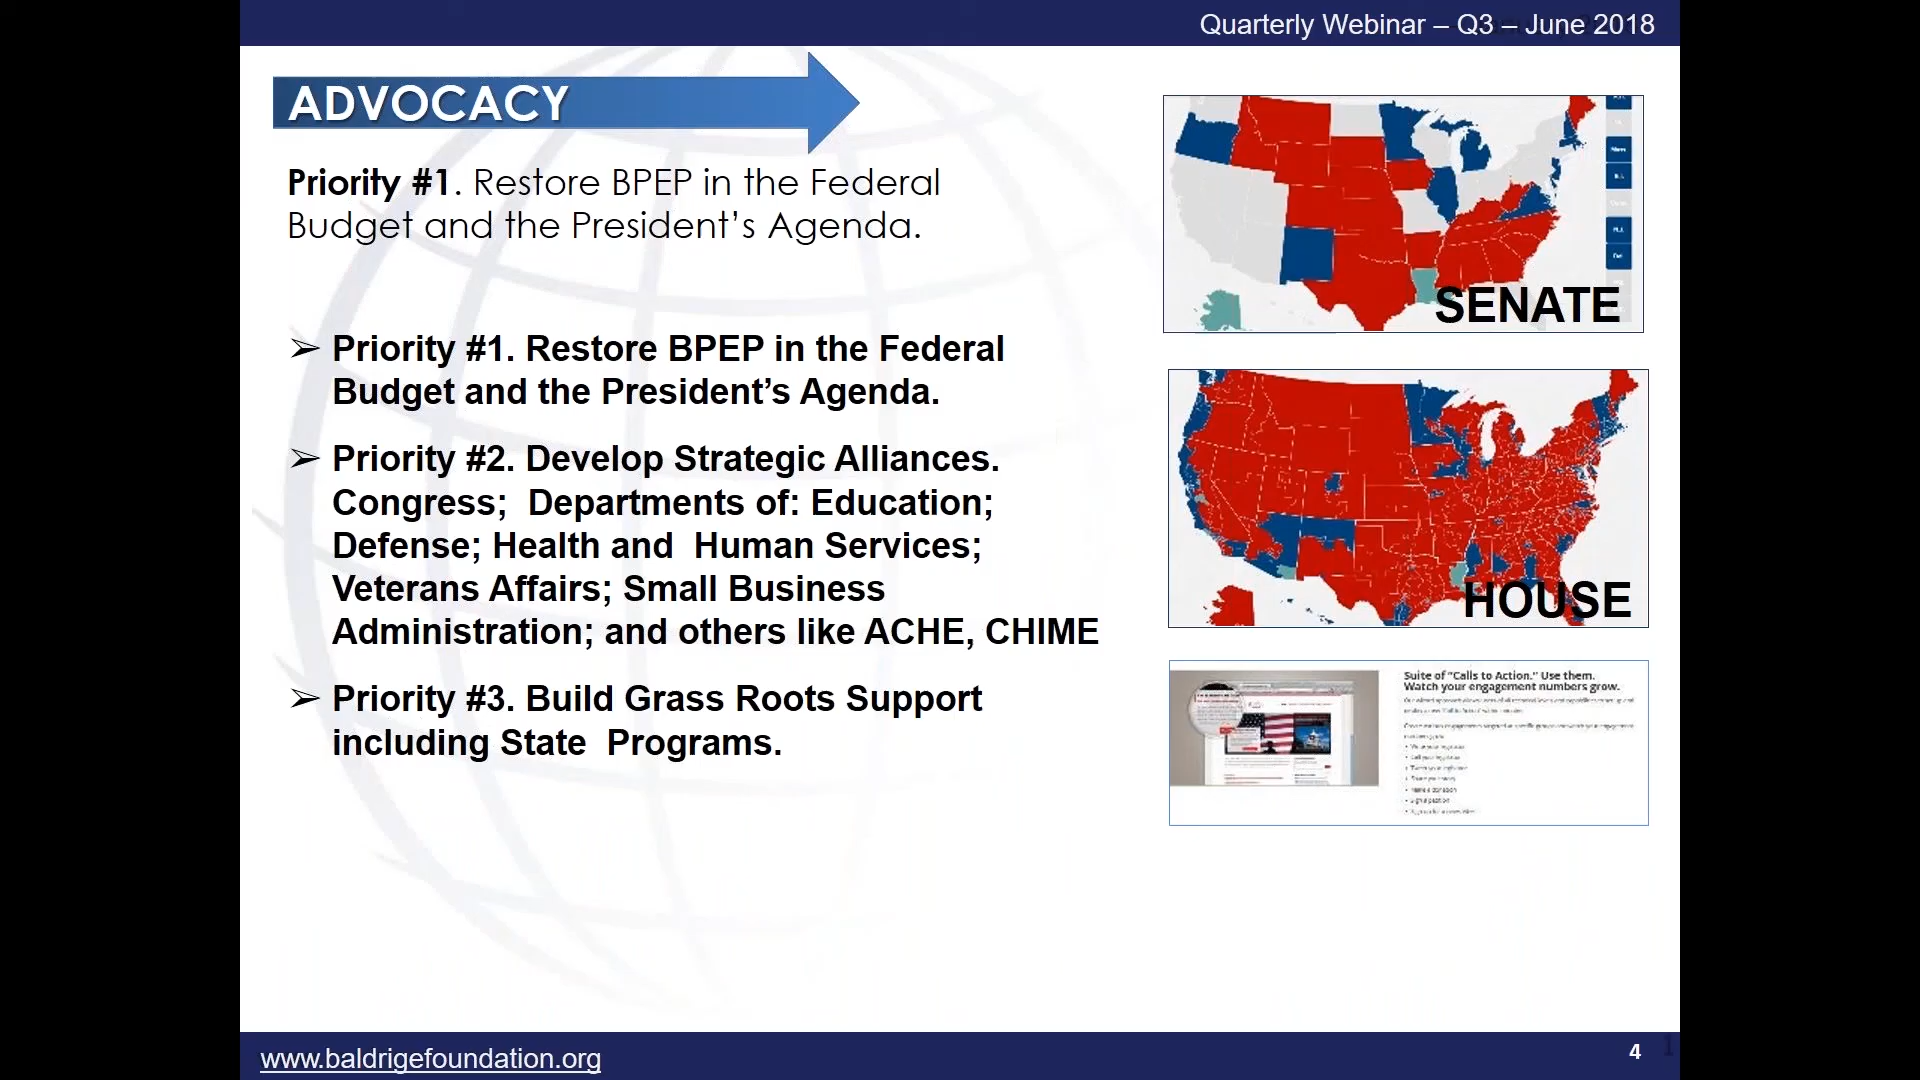 Quarterly Webinar – Q3 – June 2018
ADVOCACY
Priority #1. Restore BPEP in the Federal
Budget and the President’s Agenda.
➢ Priority #1. Restore BPEP in the Federal
Budget and the President’s Agenda.
➢ Priority #2. Develop Strategic Alliances.
Congress; Departments of: Education;
Defense; Health and Human Services;
Veterans Affairs; Small Business
Administration; and others like ACHE, CHIME
➢ Priority #3. Build Grass Roots Support
including State Programs.
SENATE
HOUSE
Suite of "Calls to Action." Use them.
Watch your engagement numbers grow.
www.baldrigefoundation.org
4
1